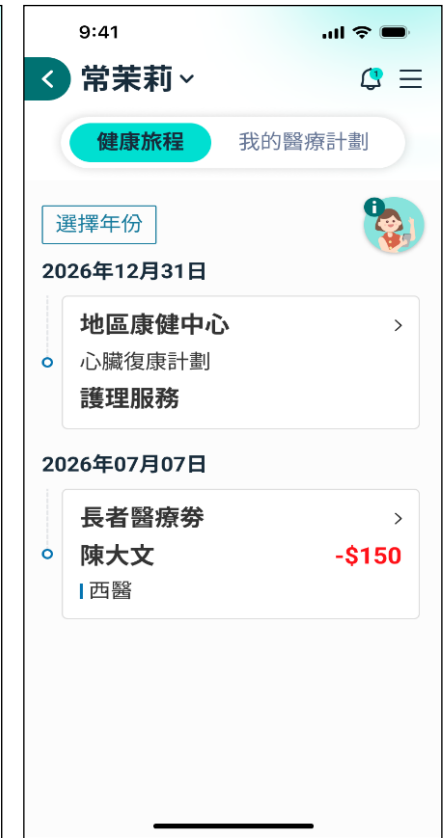 9:41
常茉莉
1
健康旅程
我的醫療計劃
選擇年份
i
2026年12月31日
地區康健中心
心臟復康計劃
護理服務
2026年07月07日
長者醫療券
陳大文
-$150
西醫